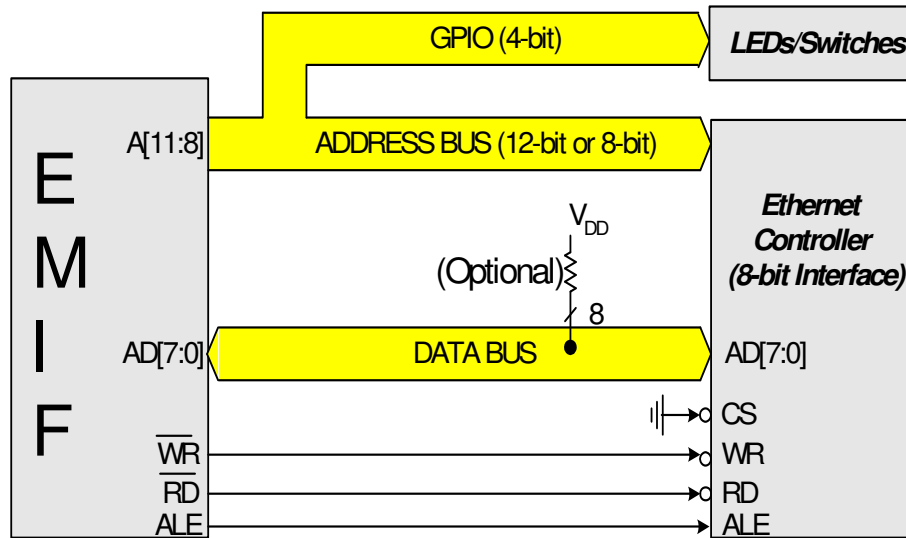 GPIO (4-bit)
LEDs/Switches
A[11:8]
ADDRESS BUS (12-bit or 8-bit)
E
M
I
F
Ethernet
Controller
(8-bit Interface)
VDD
(Optional)
8
AD[7:0]
DATA BUS
AD[7:0]
CS
WR
WR
RD
RD
ALE
ALE